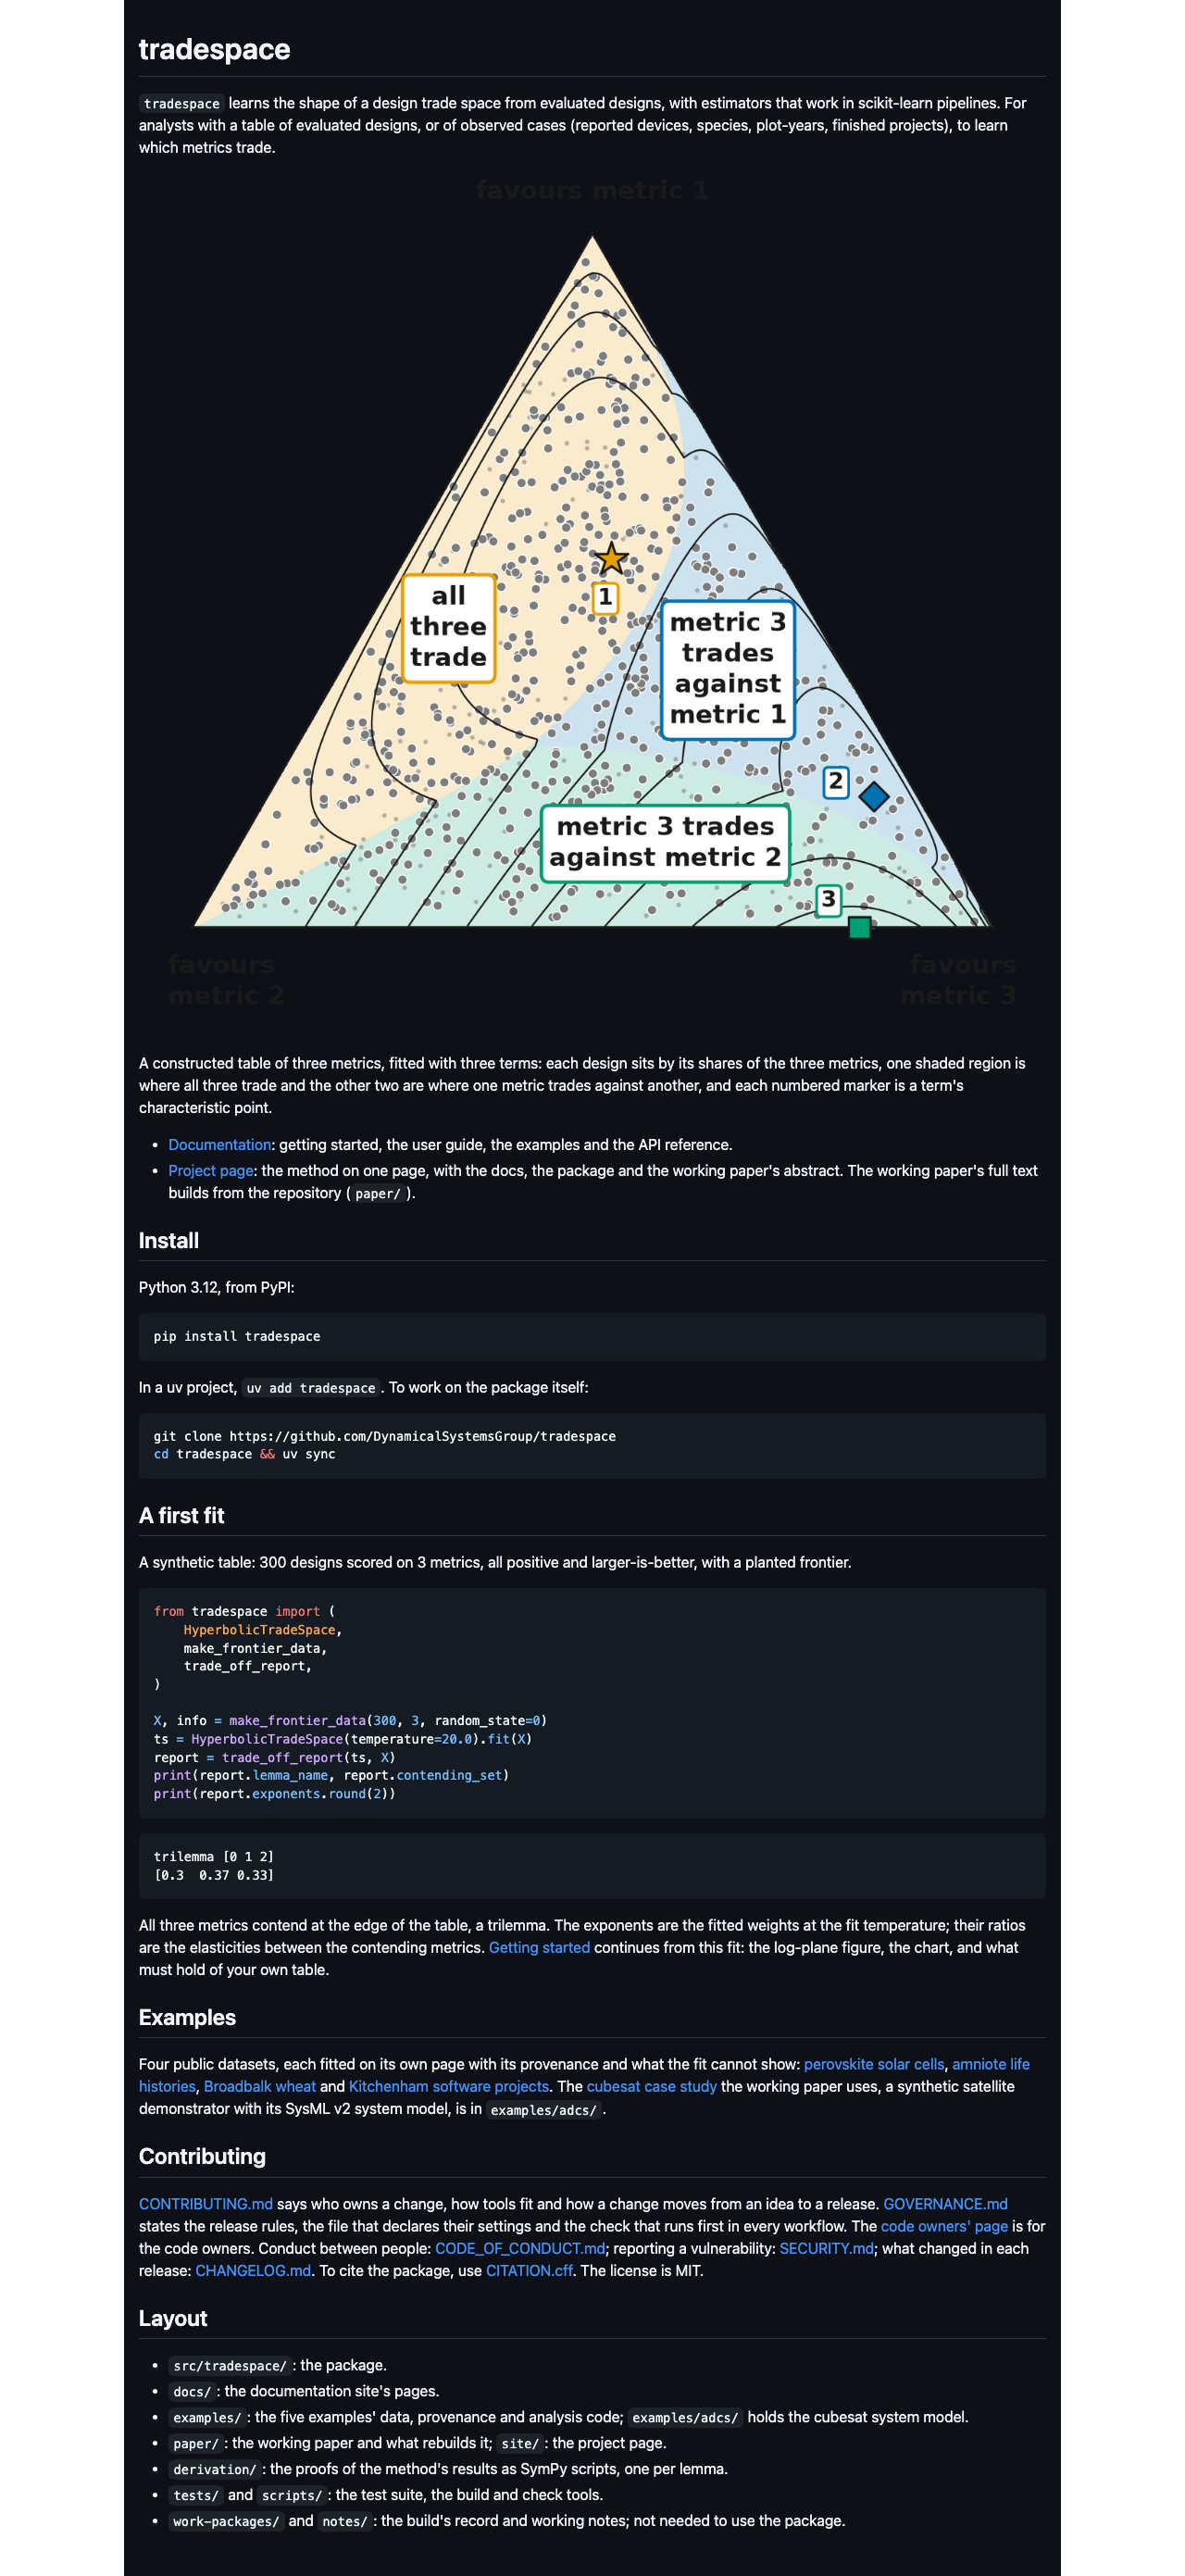 tradespace
tradespace learns the shape of a design trade space from evaluated designs, with estimators that work in scikit-learn pipelines. For
analysts with a table of evaluated designs, or of observed cases (reported devices, species, plot-years, finished projects), to learn
which metrics trade.
favours metric 1
all
three
trade
1
metric 3
trades
against
metric 1
2
metric 3 trades
against metric 2
3
favours
metric 2
favours
metric 3
A constructed table of three metrics, fitted with three terms: each design sits by its shares of the three metrics, one shaded region is
where all three trade and the other two are where one metric trades against another, and each numbered marker is a term's
characteristic point.
• Documentation: getting started, the user guide, the examples and the API reference.
• Project page: the method on one page, with the docs, the package and the working paper's abstract. The working paper's full text
builds from the repository (paper/).
Install
Python 3.12, from PyPI:
pip install tradespace
In a uv project, uv add tradespace. To work on the package itself:
git clone https://github.com/DynamicalSystemsGroup/tradespace
cd tradespace && uv sync
A first fit
A synthetic table: 300 designs scored on 3 metrics, all positive and larger-is-better, with a planted frontier.
from tradespace import (
    HyperbolicTradeSpace,
    make_frontier_data,
    trade_off_report,
)
X, info = make_frontier_data(300, 3, random_state=0)
ts = HyperbolicTradeSpace(temperature=20.0).fit(X)
report = trade_off_report(ts, X)
print(report.lemma_name, report.contending_set)
print(report.exponents.round(2))
trilemma [0 1 2]
[0.3  0.37 0.33]
All three metrics contend at the edge of the table, a trilemma. The exponents are the fitted weights at the fit temperature; their ratios
are the elasticities between the contending metrics. Getting started continues from this fit: the log-plane figure, the chart, and what
must hold of your own table.
Examples
Four public datasets, each fitted on its own page with its provenance and what the fit cannot show: perovskite solar cells, amniote life
histories, Broadbalk wheat and Kitchenham software projects. The cubesat case study the working paper uses, a synthetic satellite
demonstrator with its SysML v2 system model, is in examples/adcs/.
Contributing
CONTRIBUTING.md says who owns a change, how tools fit and how a change moves from an idea to a release. GOVERNANCE.md
states the release rules, the file that declares their settings and the check that runs first in every workflow. The code owners' page is for
the code owners. Conduct between people: CODE_OF_CONDUCT.md; reporting a vulnerability: SECURITY.md; what changed in each
release: CHANGELOG.md. To cite the package, use CITATION.cff. The license is MIT.
Layout
• src/tradespace/: the package.
• docs/: the documentation site's pages.
• examples/: the five examples' data, provenance and analysis code; examples/adcs/ holds the cubesat system model.
• paper/: the working paper and what rebuilds it; site/: the project page.
• derivation/: the proofs of the method's results as SymPy scripts, one per lemma.
• tests/ and scripts/: the test suite, the build and check tools.
• work-packages/ and notes/: the build's record and working notes; not needed to use the package.